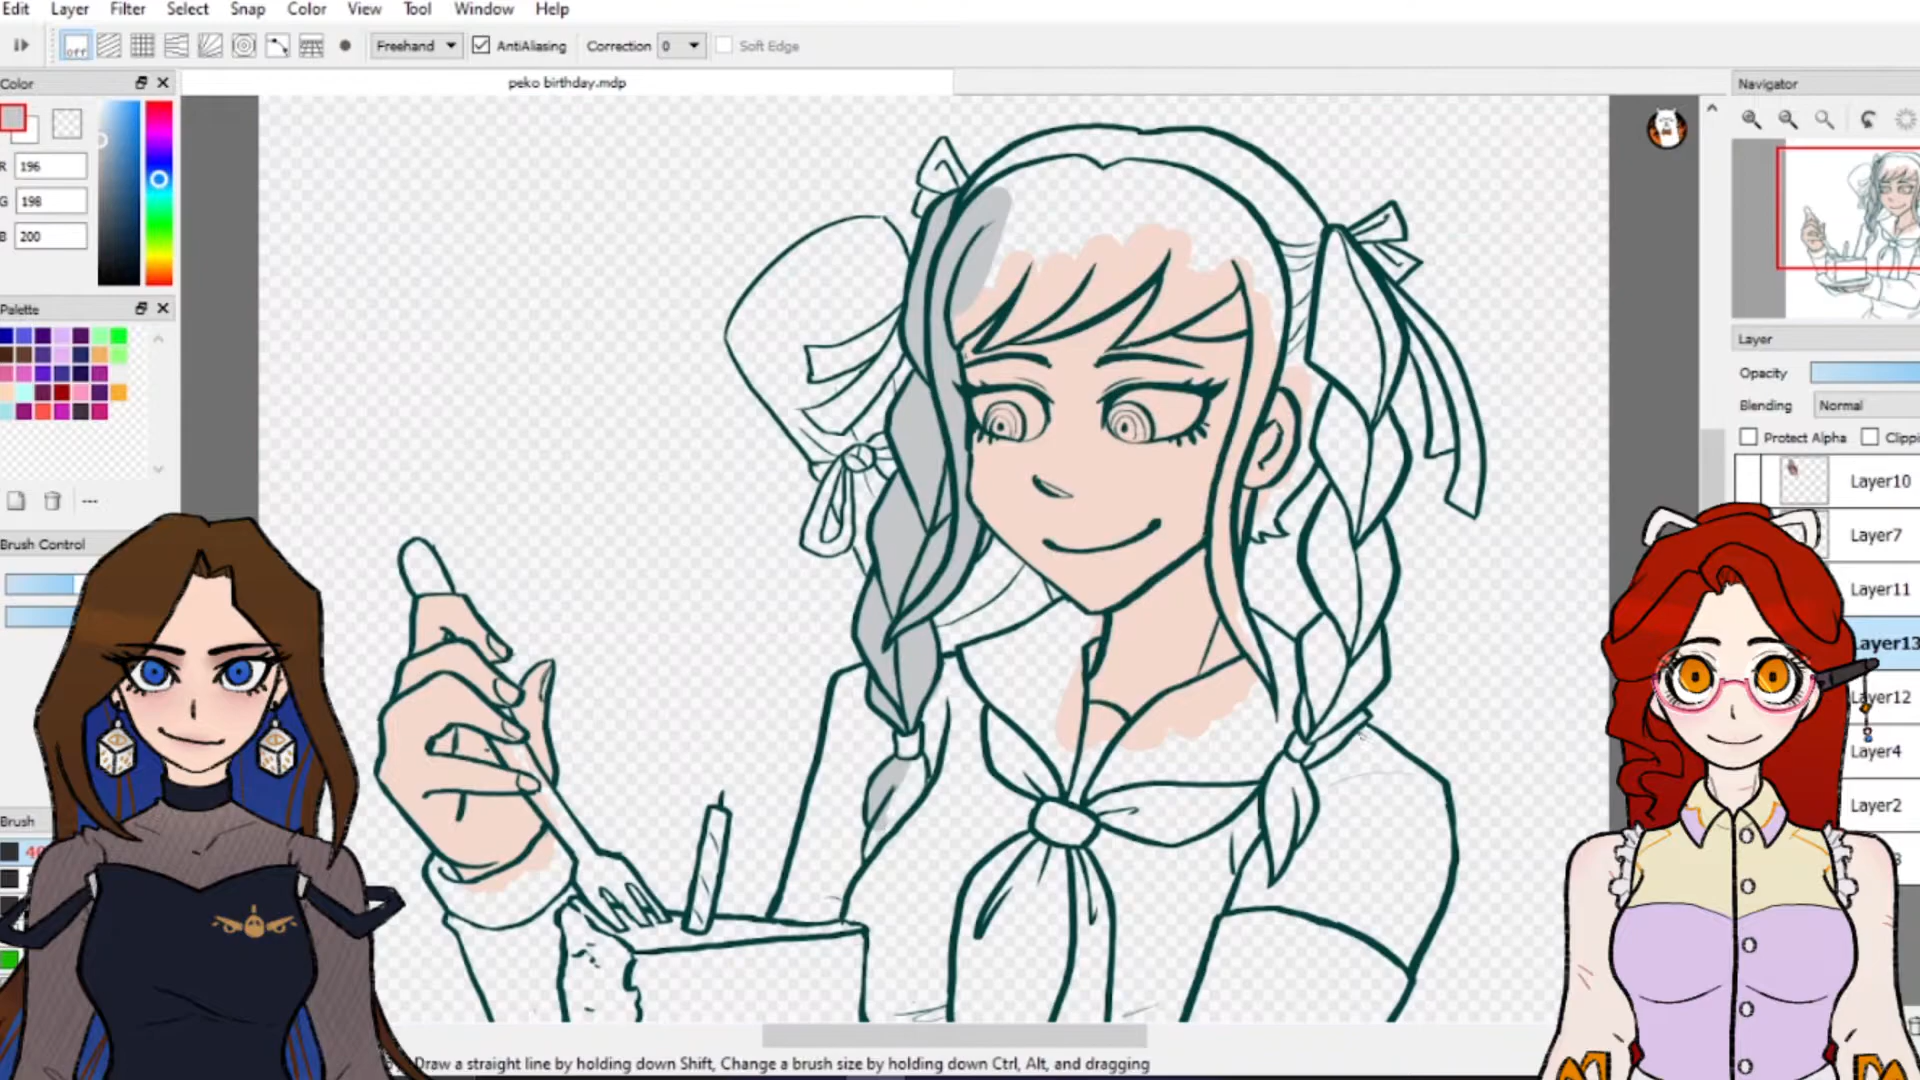 Edit Layer Filter Select Snap Color View Tool Window Help
off Freehand AntiAliasing Correction 0 Soft Edge
Color
peko birthday.mdp
Navigator
R 196
G 198
B 200
Palette
Layer
Opacity
Blending Normal
Protect Alpha Clippi
Layer10
Layer7
Brush Control
Layer11
Layer13
Layer12
Layer4
Layer2
Brush
Draw a straight line by holding down Shift, Change a brush size by holding down Ctrl, Alt, and dragging